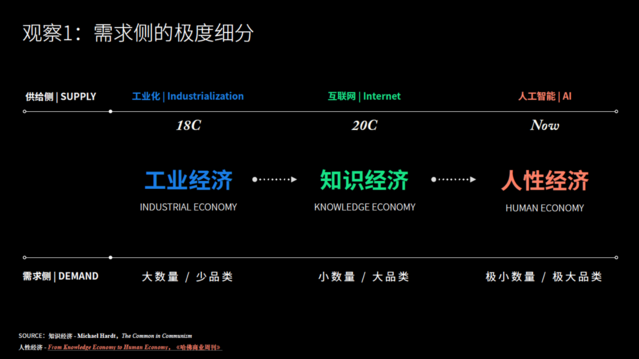 观察1：需求侧的极度细分
供给侧 | SUPPLY
工业化 | Industrialization
互联网 | Internet
人工智能 | AI
18C
20C
Now
工业经济
知识经济
人性经济
INDUSTRIAL ECONOMY
KNOWLEDGE ECONOMY
HUMAN ECONOMY
需求侧 | DEMAND
大数量 / 少品类
小数量 / 大品类
极小数量 / 极大品类
SOURCE：知识经济 - Michael Hardt，The Common in Communism
人性经济 - From Knowledge Economy to Human Economy，《哈佛商业周刊》